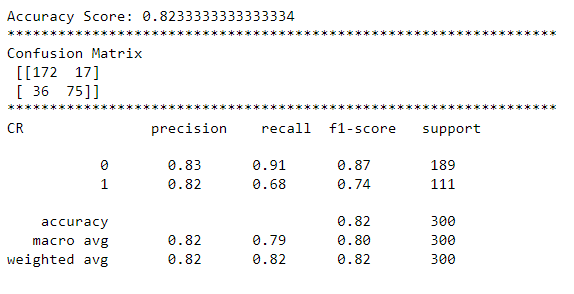 Accuracy Score: 0.8233333333333334
*****************************************************************
Confusion Matrix
[[172  17]
[ 36  75]]
*****************************************************************
CR               precision    recall  f1-score   support
0       0.83      0.91      0.87       189
1       0.82      0.68      0.74       111
accuracy                           0.82       300
macro avg       0.82      0.79      0.80       300
weighted avg       0.82      0.82      0.82       300